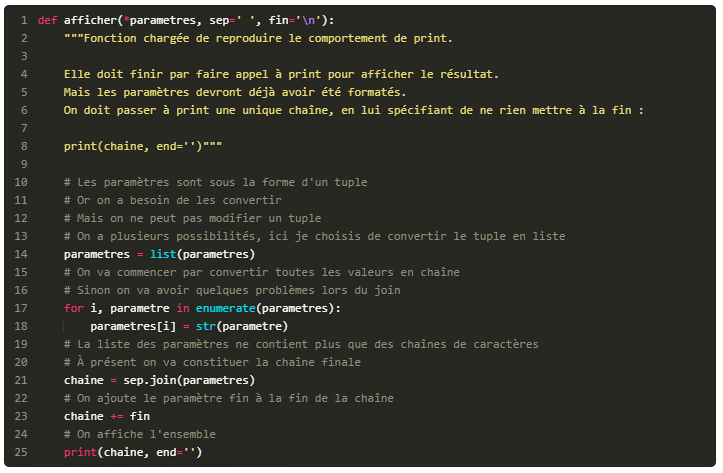 1 def afficher(*parametres, sep=' ', fin='\n'):
2     """Fonction chargée de reproduire le comportement de print.
3
4     Elle doit finir par faire appel à print pour afficher le résultat.
5     Mais les paramètres devront déjà avoir été formatés.
6     On doit passer à print une unique chaîne, en lui spécifiant de ne rien mettre à la fin :
7
8     print(chaine, end='')"""
9
10     # Les paramètres sont sous la forme d'un tuple
11     # Or on a besoin de les convertir
12     # Mais on ne peut pas modifier un tuple
13     # On a plusieurs possibilités, ici je choisis de convertir le tuple en liste
14     parametres = list(parametres)
15     # On va commencer par convertir toutes les valeurs en chaîne
16     # Sinon on va avoir quelques problèmes lors du join
17     for i, parametre in enumerate(parametres):
18         parametres[i] = str(parametre)
19     # La liste des paramètres ne contient plus que des chaînes de caractères
20     # À présent on va constituer la chaîne finale
21     chaine = sep.join(parametres)
22     # On ajoute le paramètre fin à la fin de la chaîne
23     chaine += fin
24     # On affiche l'ensemble
25     print(chaine, end='')